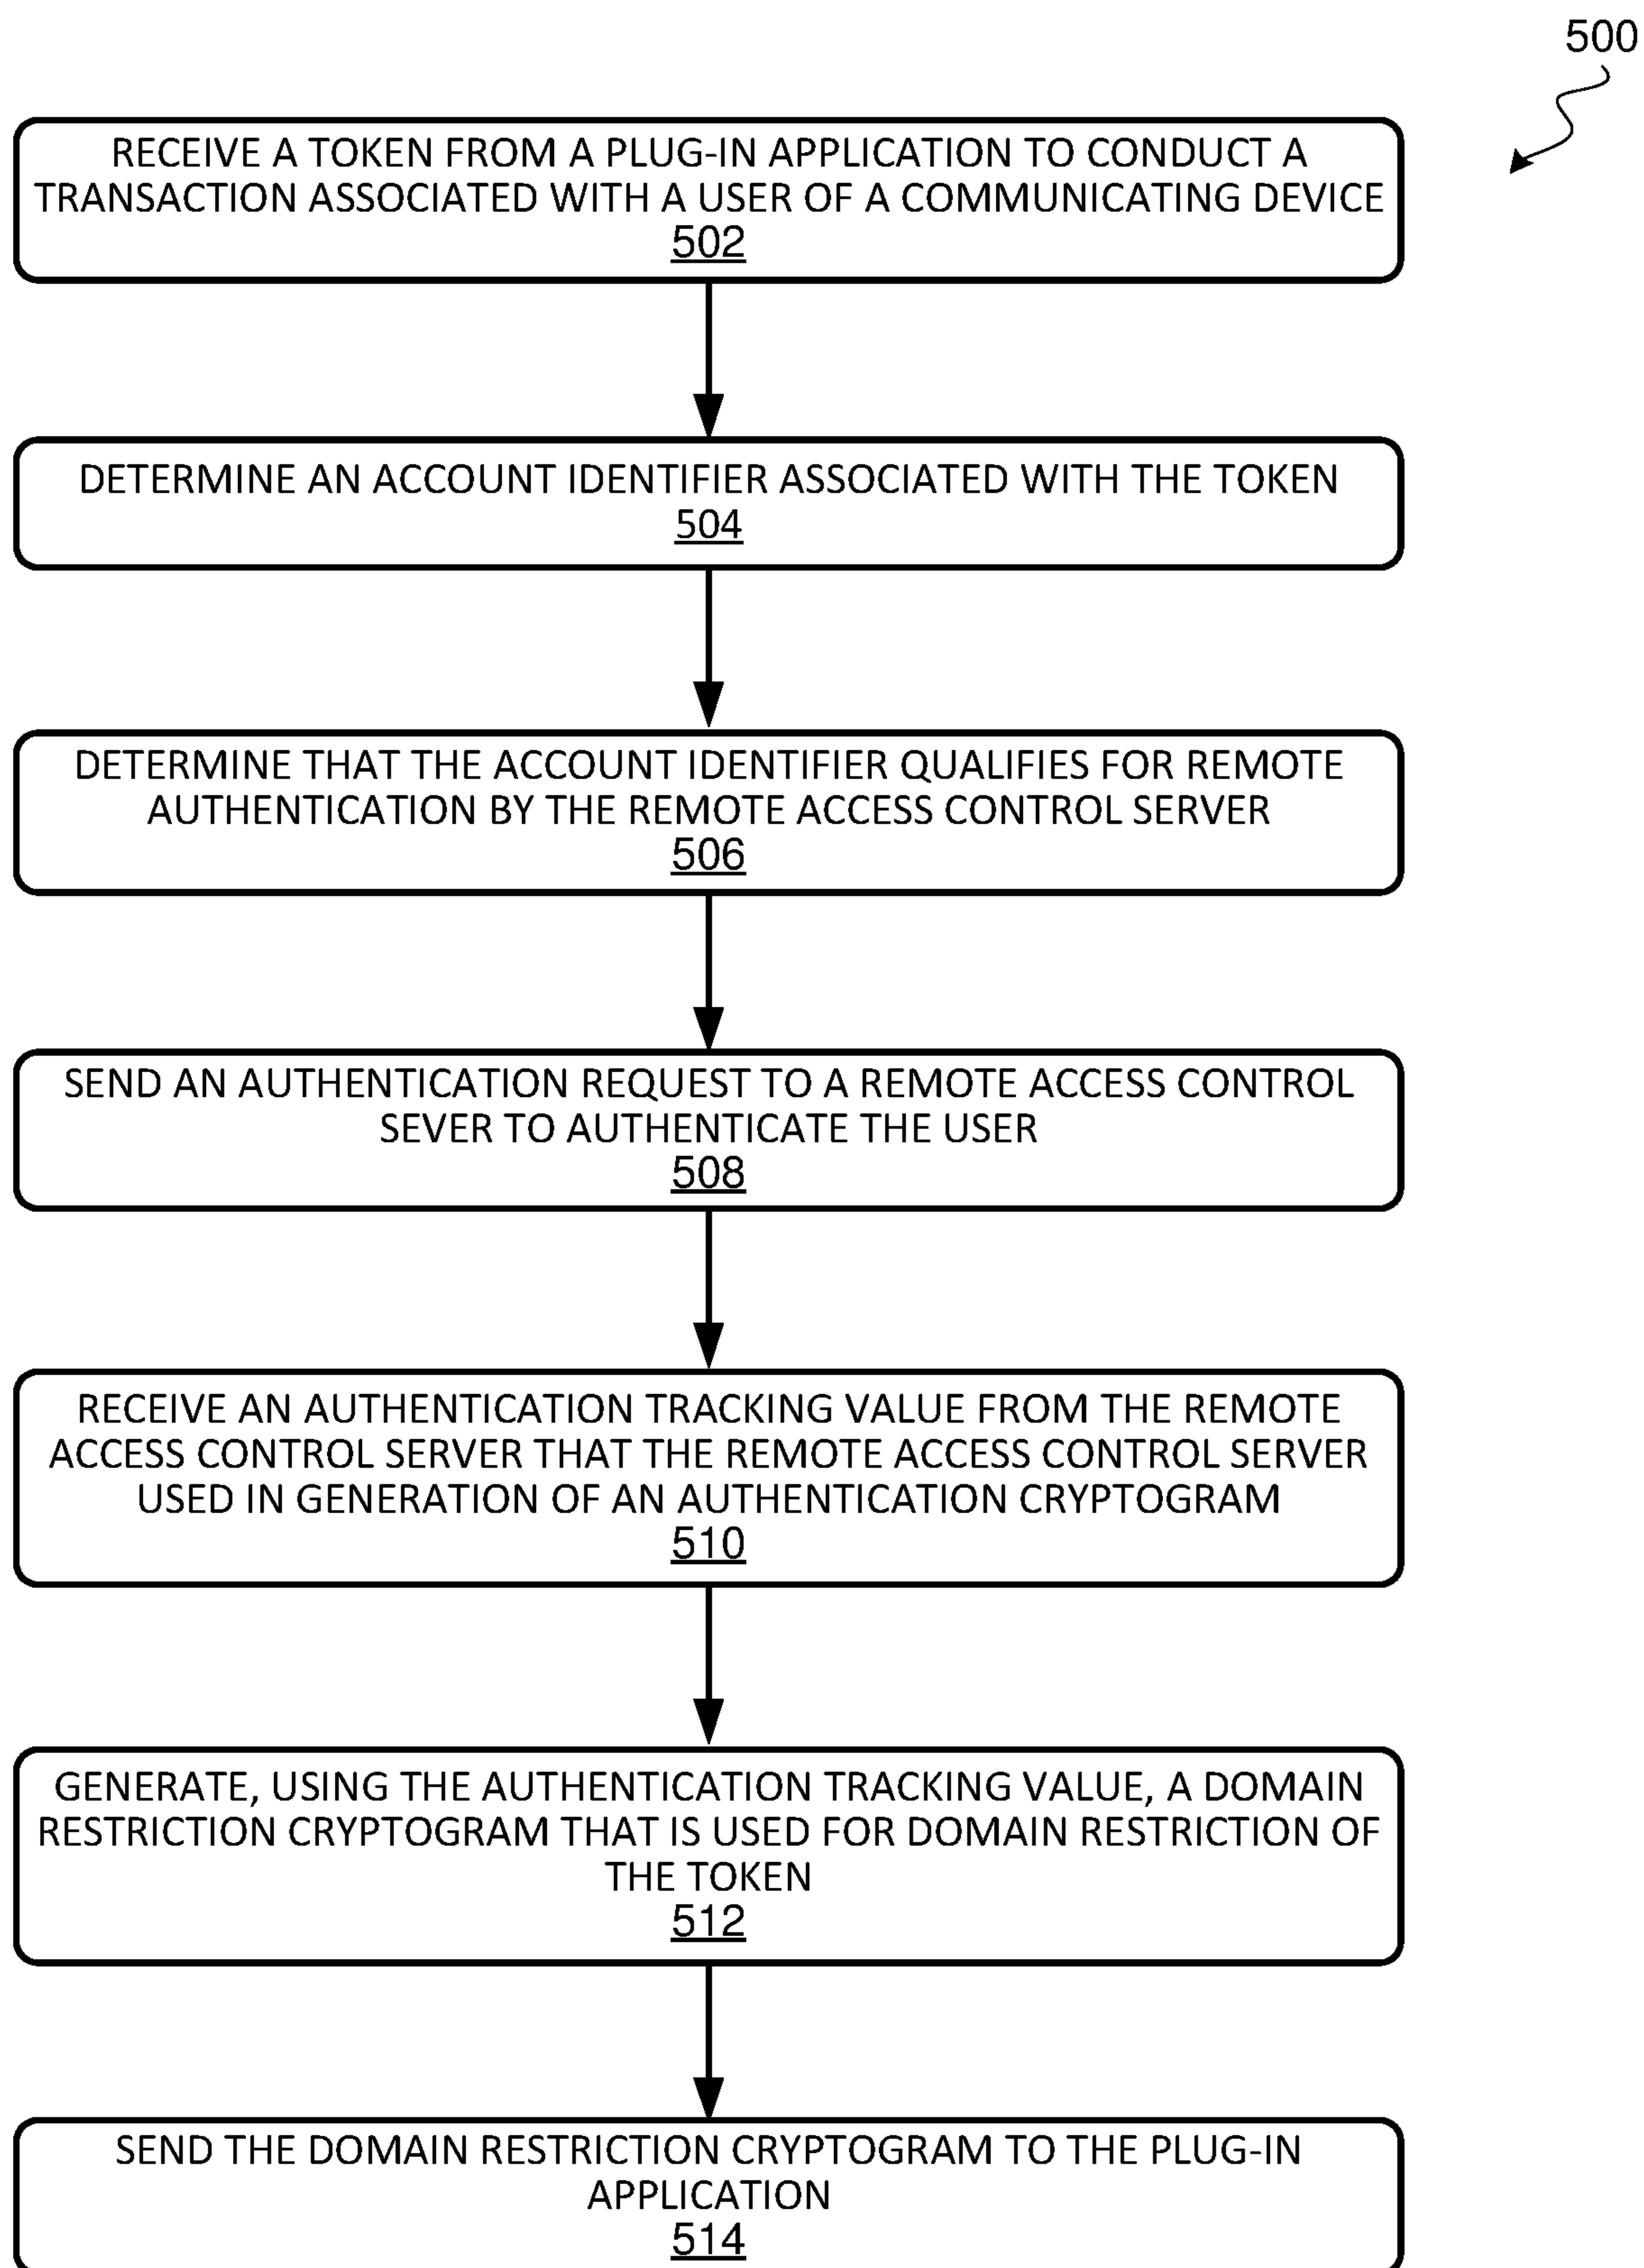 500
RECEIVE A TOKEN FROM A PLUG-IN APPLICATION TO CONDUCT A
TRANSACTION ASSOCIATED WITH A USER OF A COMMUNICATING DEVICE
502
DETERMINE AN ACCOUNT IDENTIFIER ASSOCIATED WITH THE TOKEN
504
DETERMINE THAT THE ACCOUNT IDENTIFIER QUALIFIES FOR REMOTE
AUTHENTICATION BY THE REMOTE ACCESS CONTROL SERVER
506
SEND AN AUTHENTICATION REQUEST TO A REMOTE ACCESS CONTROL
SEVER TO AUTHENTICATE THE USER
508
RECEIVE AN AUTHENTICATION TRACKING VALUE FROM THE REMOTE
ACCESS CONTROL SERVER THAT THE REMOTE ACCESS CONTROL SERVER
USED IN GENERATION OF AN AUTHENTICATION CRYPTOGRAM
510
GENERATE, USING THE AUTHENTICATION TRACKING VALUE, A DOMAIN
RESTRICTION CRYPTOGRAM THAT IS USED FOR DOMAIN RESTRICTION OF
THE TOKEN
512
SEND THE DOMAIN RESTRICTION CRYPTOGRAM TO THE PLUG-IN
APPLICATION
514